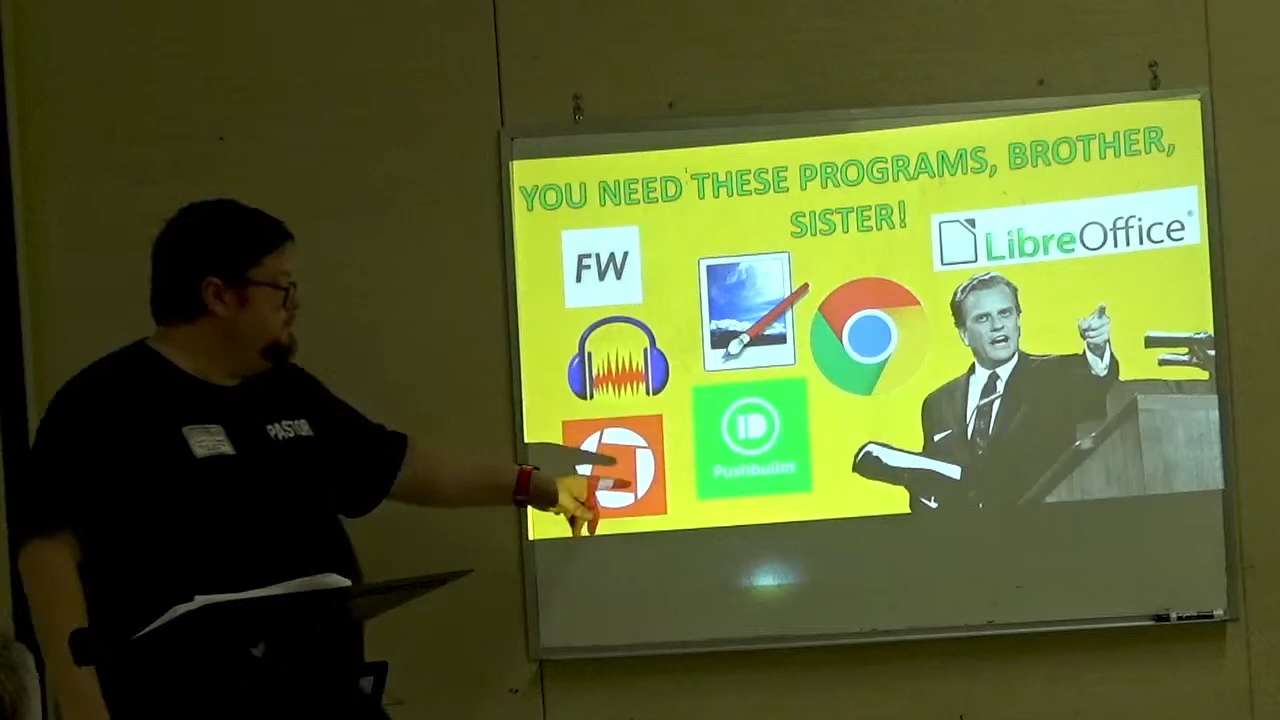 YOU NEED THESE PROGRAMS, BROTHER,
SISTER!
LibreOffice
FW
Pushbullet
PASTOR